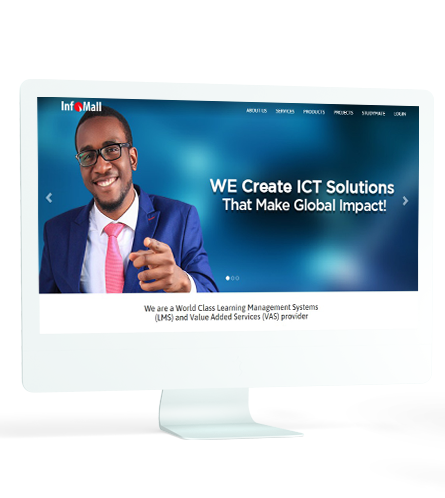 InfoMall
ABOUT US SERVICES PRODUCTS PROJECTS STUDYMATE LOGIN
WE Create ICT Solutions
That Make Global Impact!
We are a World Class Learning Management Systems
(LMS) and Value Added Services (VAS) provider